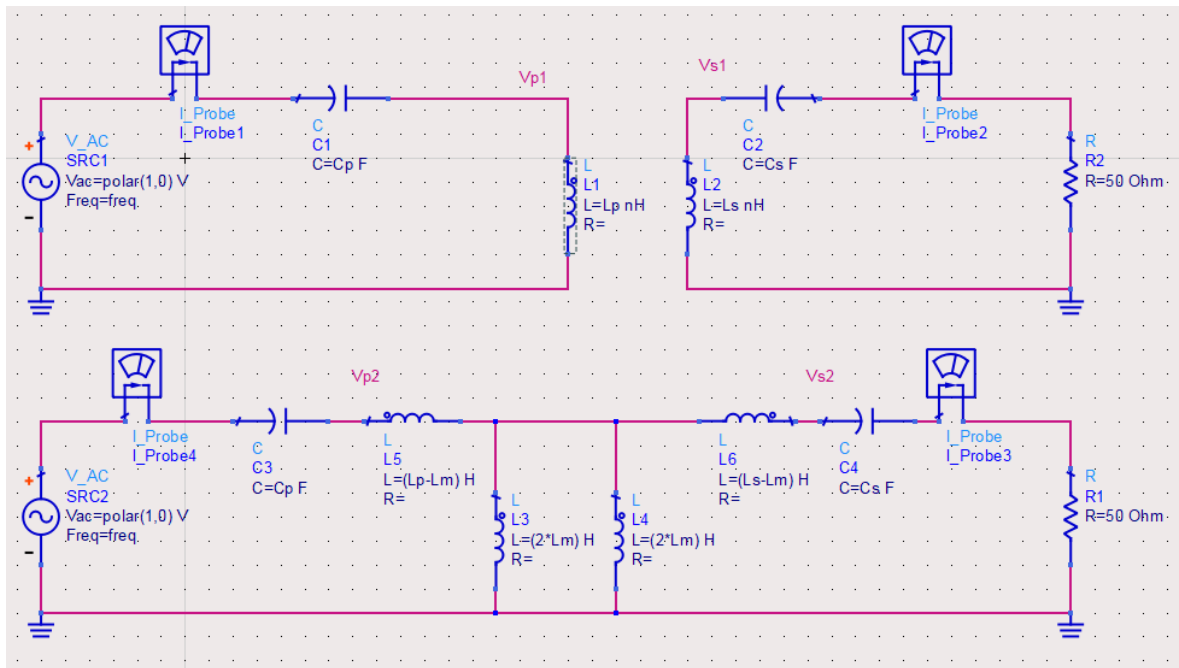 Vp1
Vs1
I_Probe
I_Probe1
C
C1
C=Cp F
V_AC
SRC1
Vac=polar(1,0) V
Freq=freq
L
L1
L=Lp nH
R=
L
L2
L=Ls nH
R=
C
C2
C=Cs F
I_Probe
I_Probe2
R
R2
R=50 Ohm
Vp2
Vs2
I_Probe
I_Probe4
C
C3
C=Cp F
L
L5
L=(Lp-Lm) H
R=
L
L6
L=(Ls-Lm) H
R=
C
C4
C=Cs F
I_Probe
I_Probe3
V_AC
SRC2
Vac=polar(1,0) V
Freq=freq
L
L3
L=(2*Lm) H
R=
L
L4
L=(2*Lm) H
R=
R
R1
R=50 Ohm